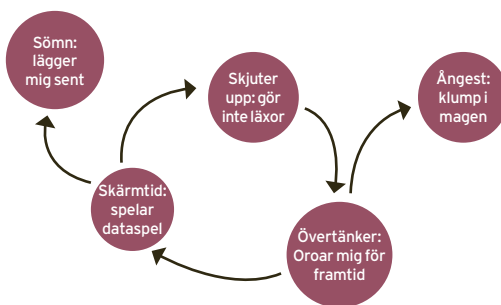 Sömn:
lägger
mig sent
Skjuter
upp: gör
inte läxor
Ångest:
klump i
magen
Skärmtid:
spelar
dataspel
Övertänker:
Oroar mig för
framtid